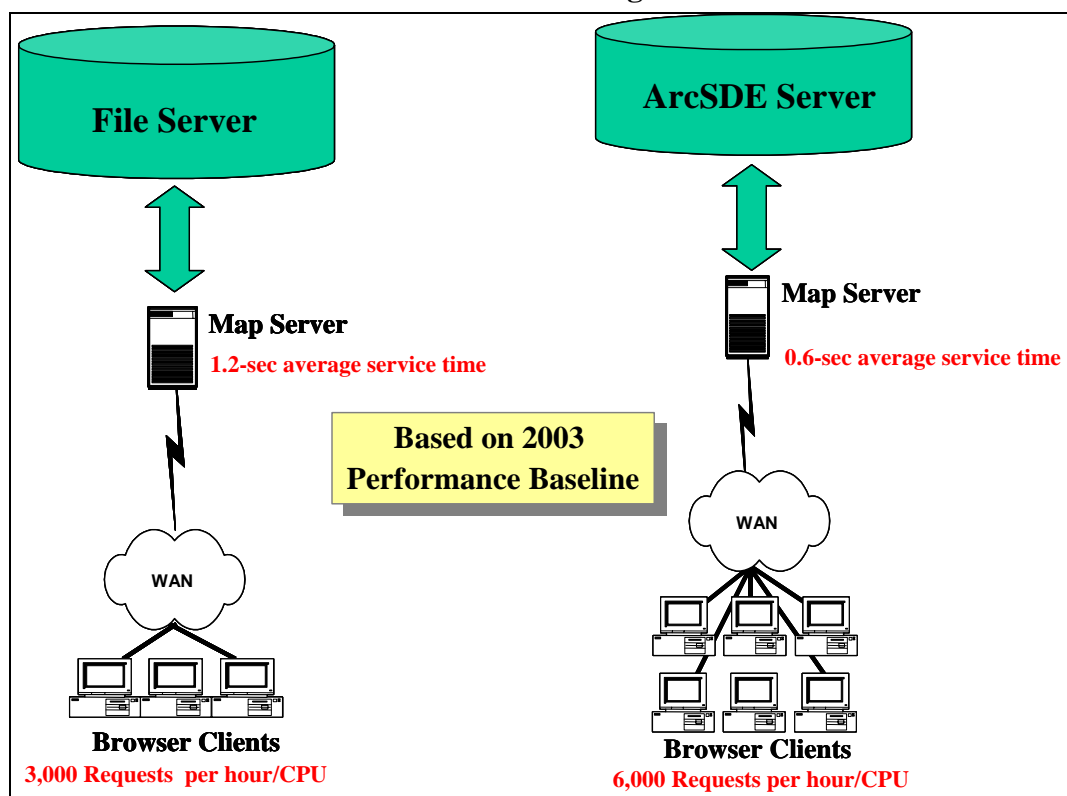 File Server
ArcSDE Server
Map Server
1.2-sec average service time
Map Server
0.6-sec average service time
Based on 2003
Performance Baseline
WAN
WAN
Browser Clients
3,000 Requests per hour/CPU
Browser Clients
6,000 Requests per hour/CPU